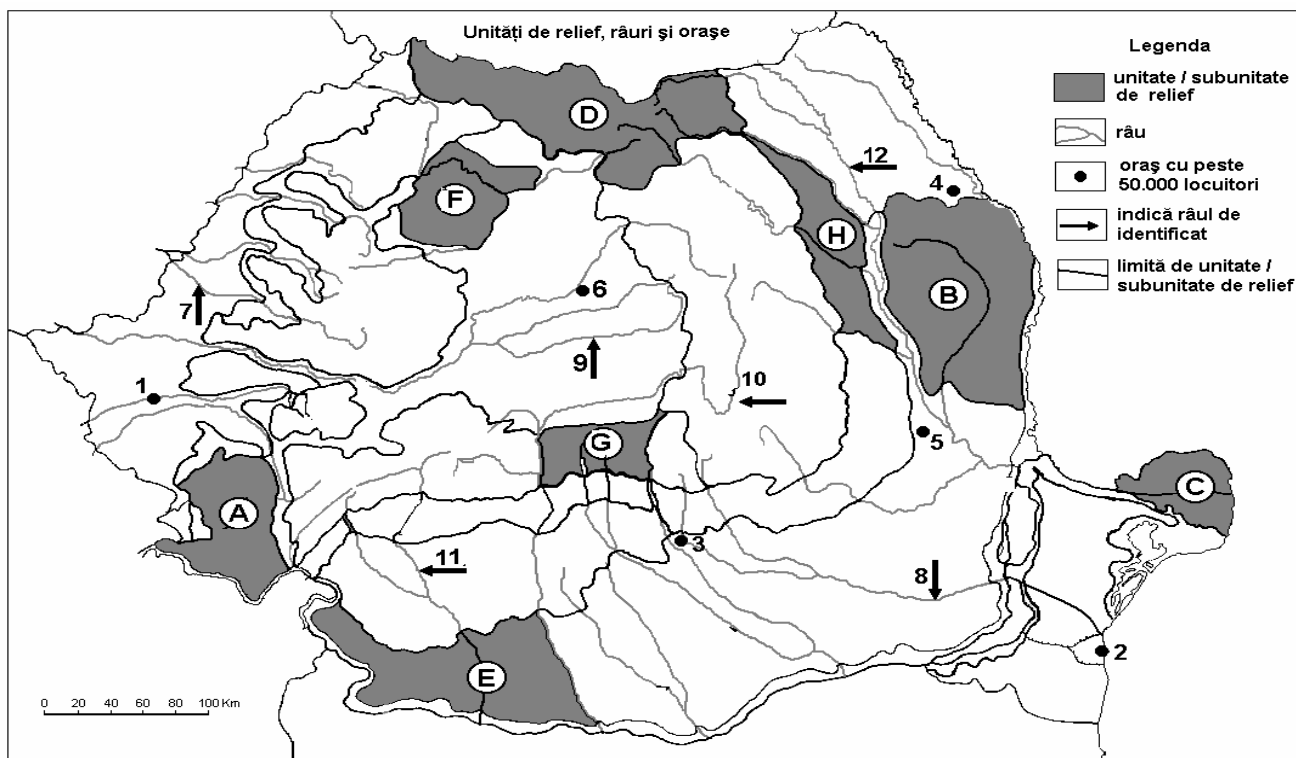 Unităţi de relief, râuri şi oraşe
Legenda
unitate / subunitate
de relief
râu
oraş cu peste
50.000 locuitori
indică râul de
identificat
limită de unitate /
subunitate de relief
D
12
4
F
H
B
6
7
9
10
1
5
G
C
A
3
11.
8
2
E
0 20 40 60 80 100 Km